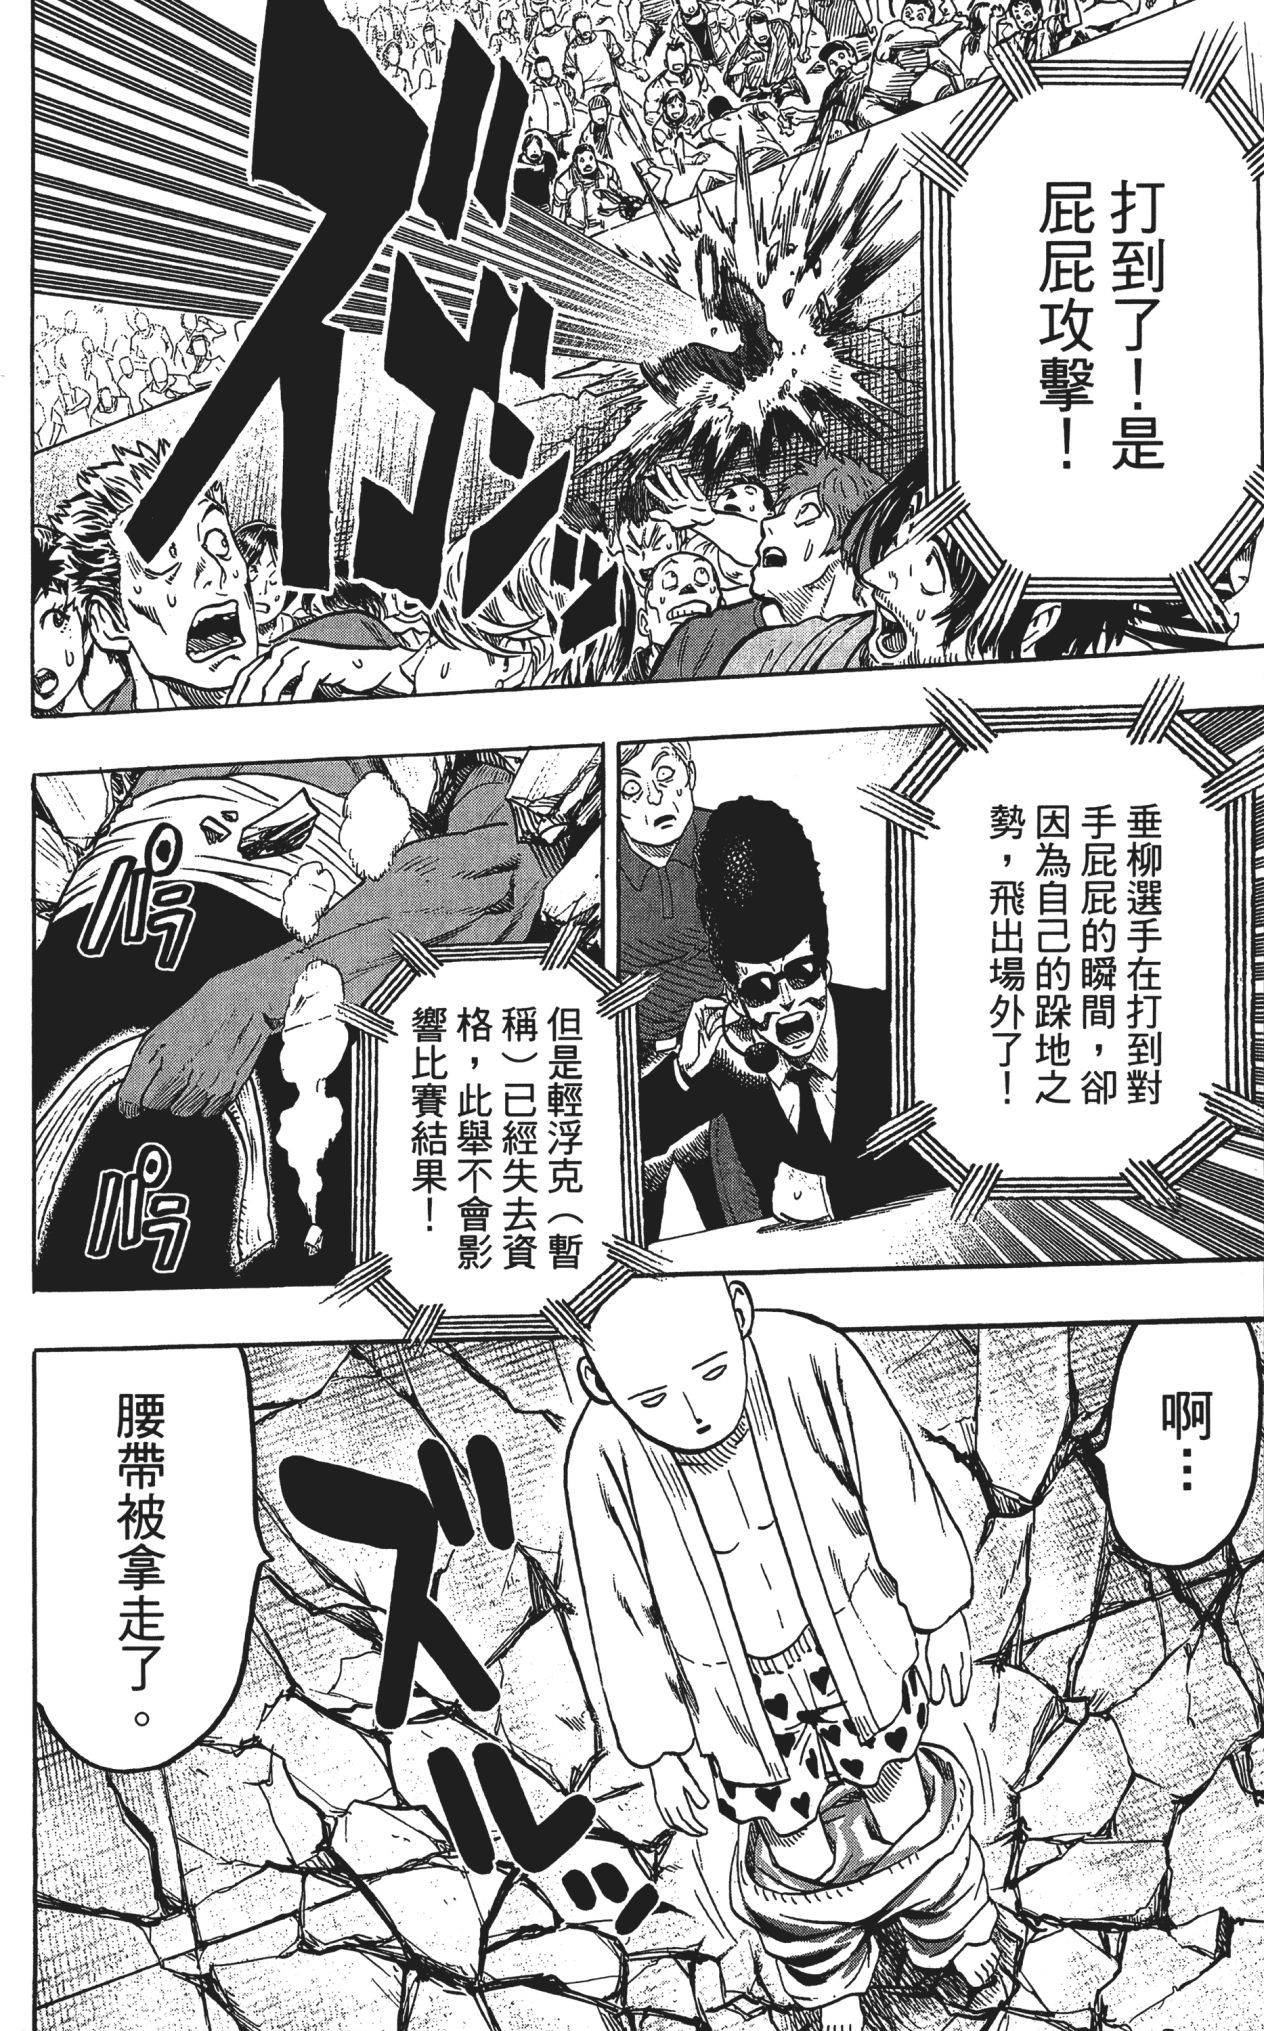 打到了！是
屁屁攻擊！
ズガンッ
垂柳選手在打到對
手屁屁的瞬間，卻
因為自己的跺地之
勢，飛出場外了！
但是輕浮克（暫
稱）已經失去資
格，此舉不會影
響比賽結果！
パラ
パラ
啊…
ズルッ
腰帶被拿走了。